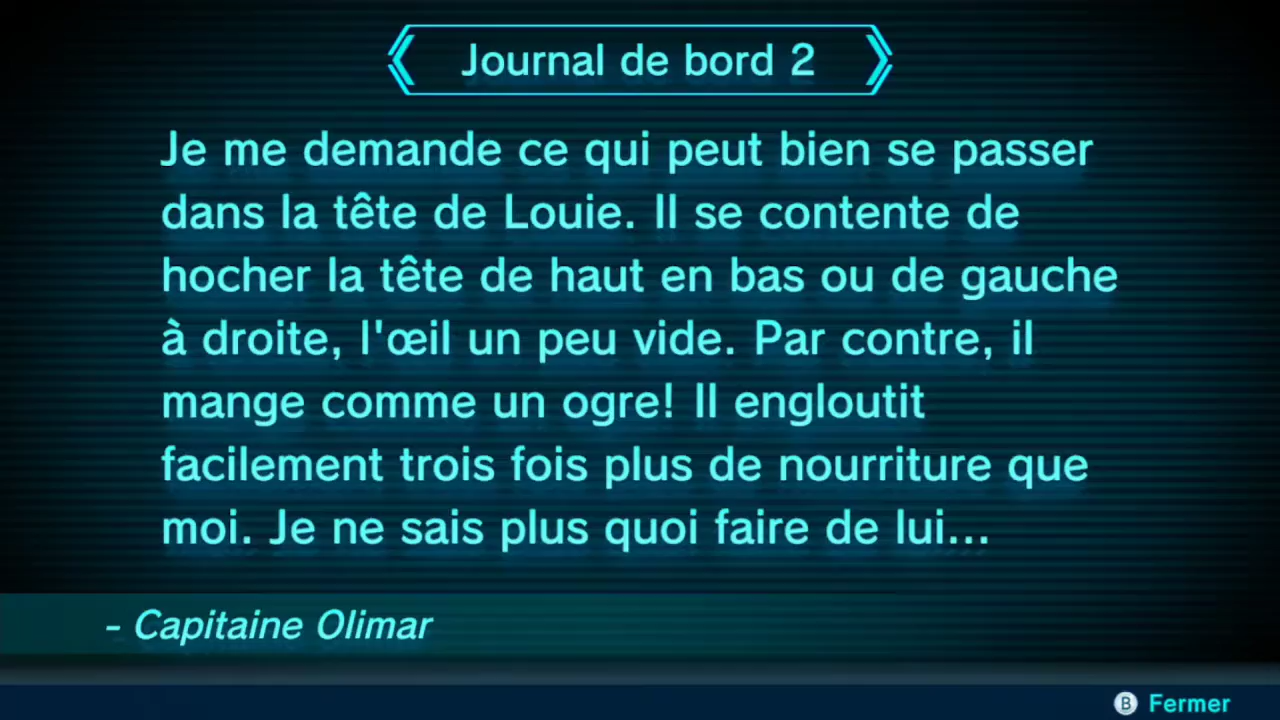 Journal de bord 2
Je me demande ce qui peut bien se passer
dans la tête de Louie. Il se contente de
hocher la tête de haut en bas ou de gauche
à droite, l'œil un peu vide. Par contre, il
mange comme un ogre! Il engloutit
facilement trois fois plus de nourriture que
moi. Je ne sais plus quoi faire de lui...
- Capitaine Olimar
B Fermer